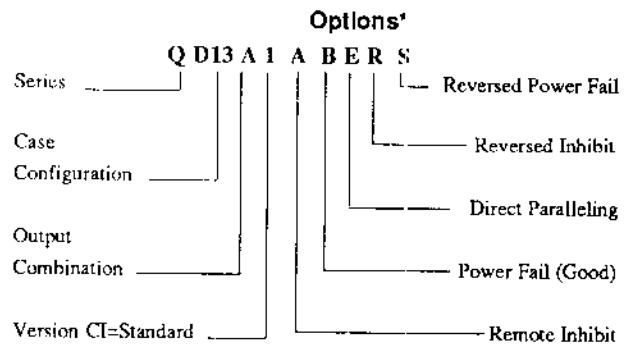 Options*
Q D13 A 1 A B E R S
Series
Reversed Power Fail
Case
Configuration
Reversed Inhibit
Direct Paralleling
Output
Combination
Power Fail (Good)
Version CI=Standard
Remote Inhibit